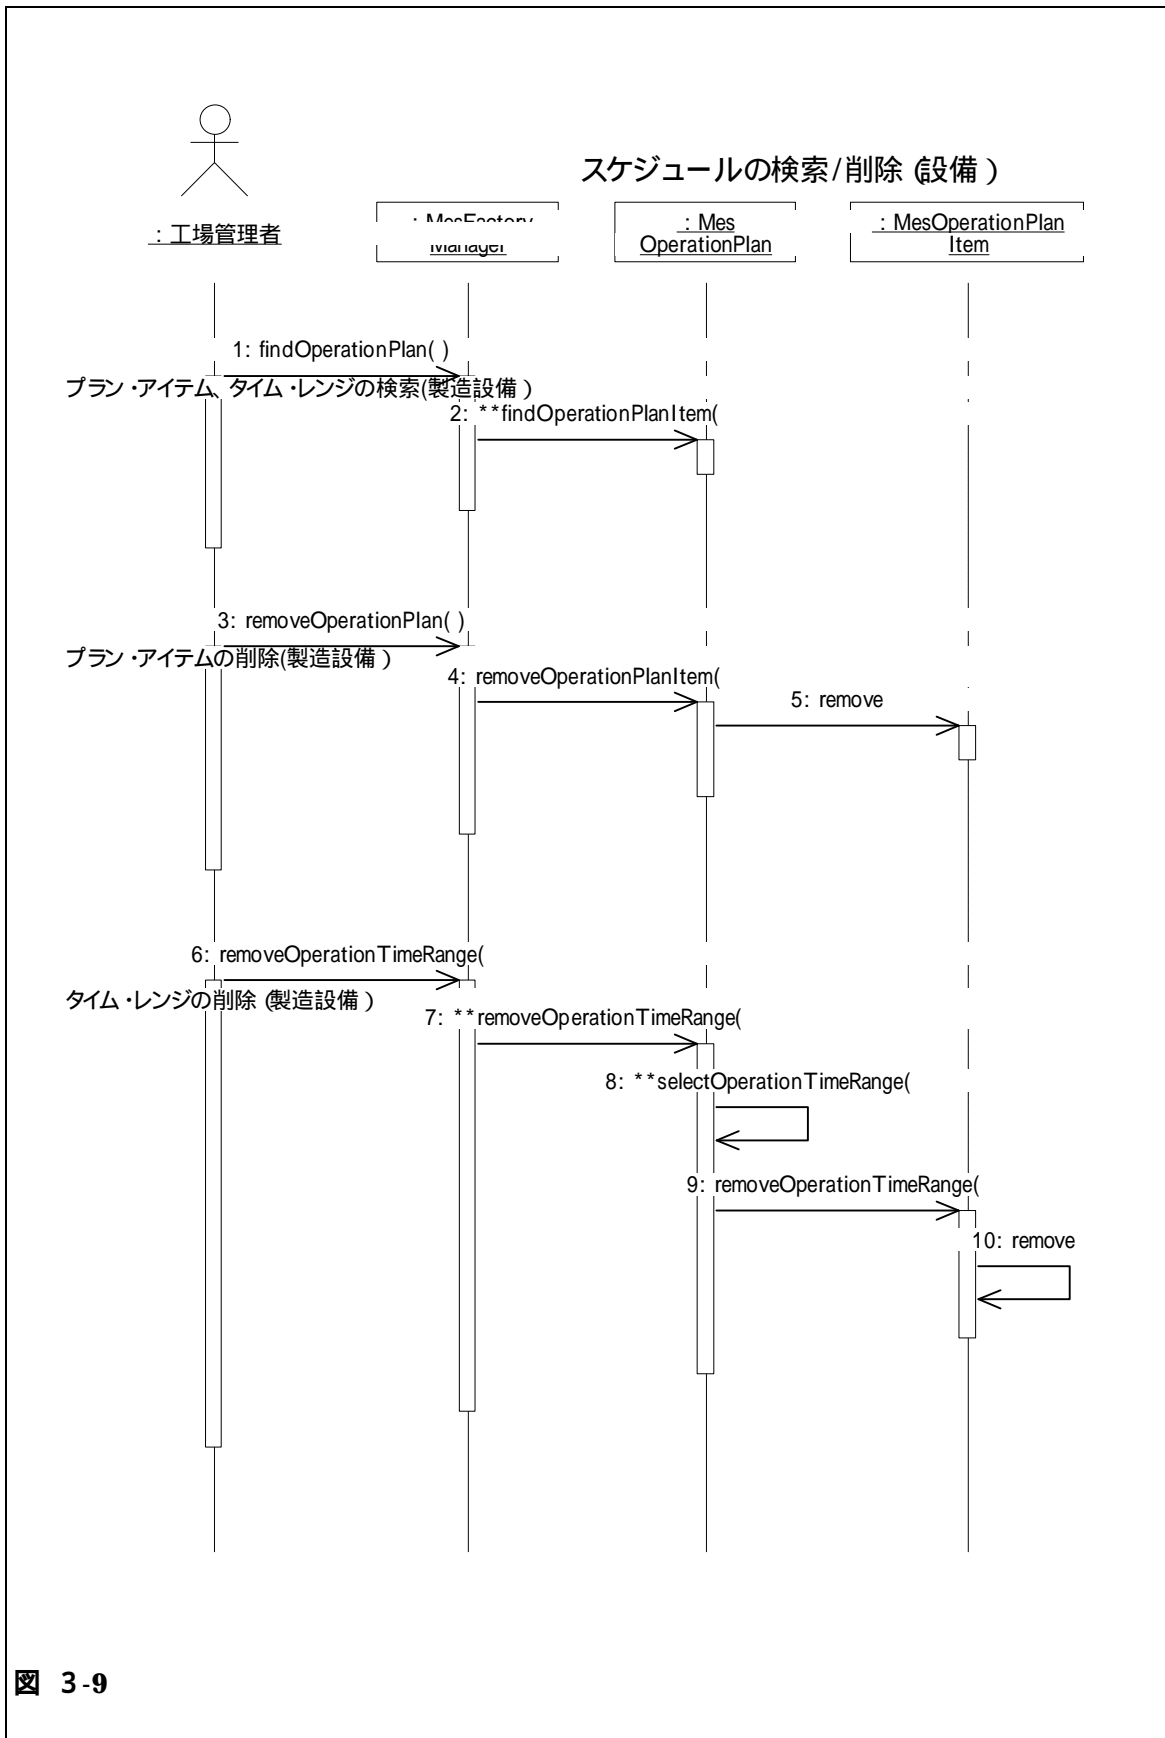 スケジュールの検索/削除 (設備)
: 工場管理者
: MesFactory
Manager
: Mes
OperationPlan
: MesOperationPlan
Item
1: findOperationPlan( )
プラン・アイテム、タイム・レンジの検索(製造設備)
2: **findOperationPlanItem(
3: removeOperationPlan( )
プラン・アイテムの削除(製造設備)
4: removeOperationPlanItem(
5: remove
6: removeOperationTimeRange(
タイム・レンジの削除 (製造設備)
7: **removeOperationTimeRange(
8: **selectOperationTimeRange(
9: removeOperationTimeRange(
10: remove
図 3-9